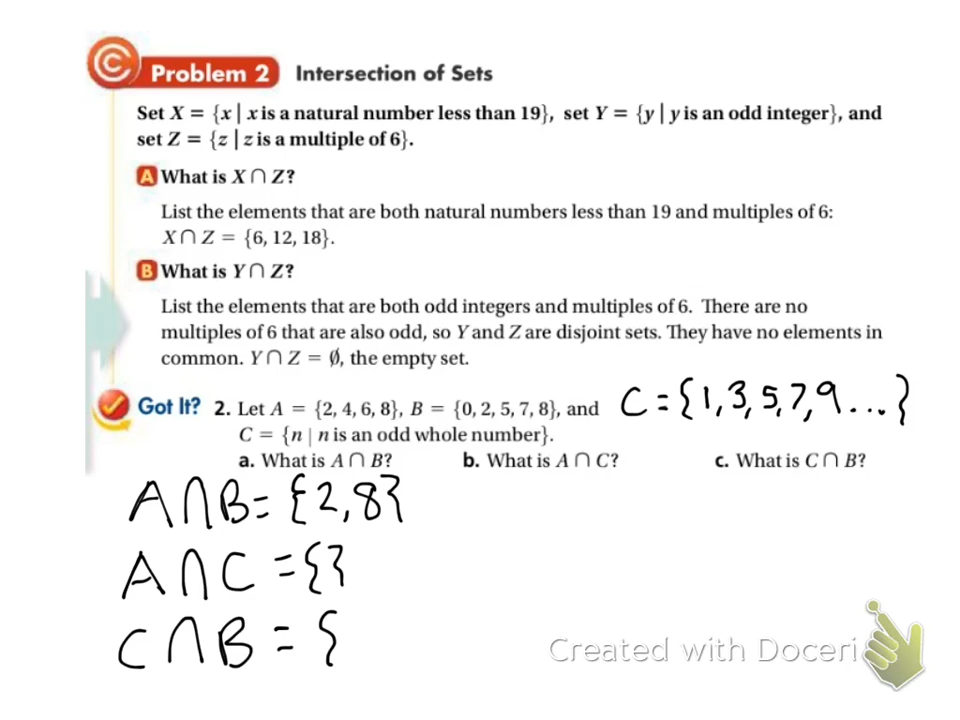 Problem 2 Intersection of Sets
Set X = {x | x is a natural number less than 19}, set Y = {y | y is an odd integer}, and
set Z = {z | z is a multiple of 6}.
A What is X ∩ Z?
List the elements that are both natural numbers less than 19 and multiples of 6:
X ∩ Z = {6, 12, 18}.
B What is Y ∩ Z?
List the elements that are both odd integers and multiples of 6. There are no
multiples of 6 that are also odd, so Y and Z are disjoint sets. They have no elements in
common. Y ∩ Z = ∅, the empty set.
Got It? 2. Let A = {2, 4, 6, 8}, B = {0, 2, 5, 7, 8}, and
C = {1, 3, 5, 7, 9 ... }
C = {n | n is an odd whole number}.
a. What is A ∩ B? b. What is A ∩ C? c. What is C ∩ B?
A ∩ B = {2, 8}
A ∩ C = { }
C ∩ B = {
Created with Doceri